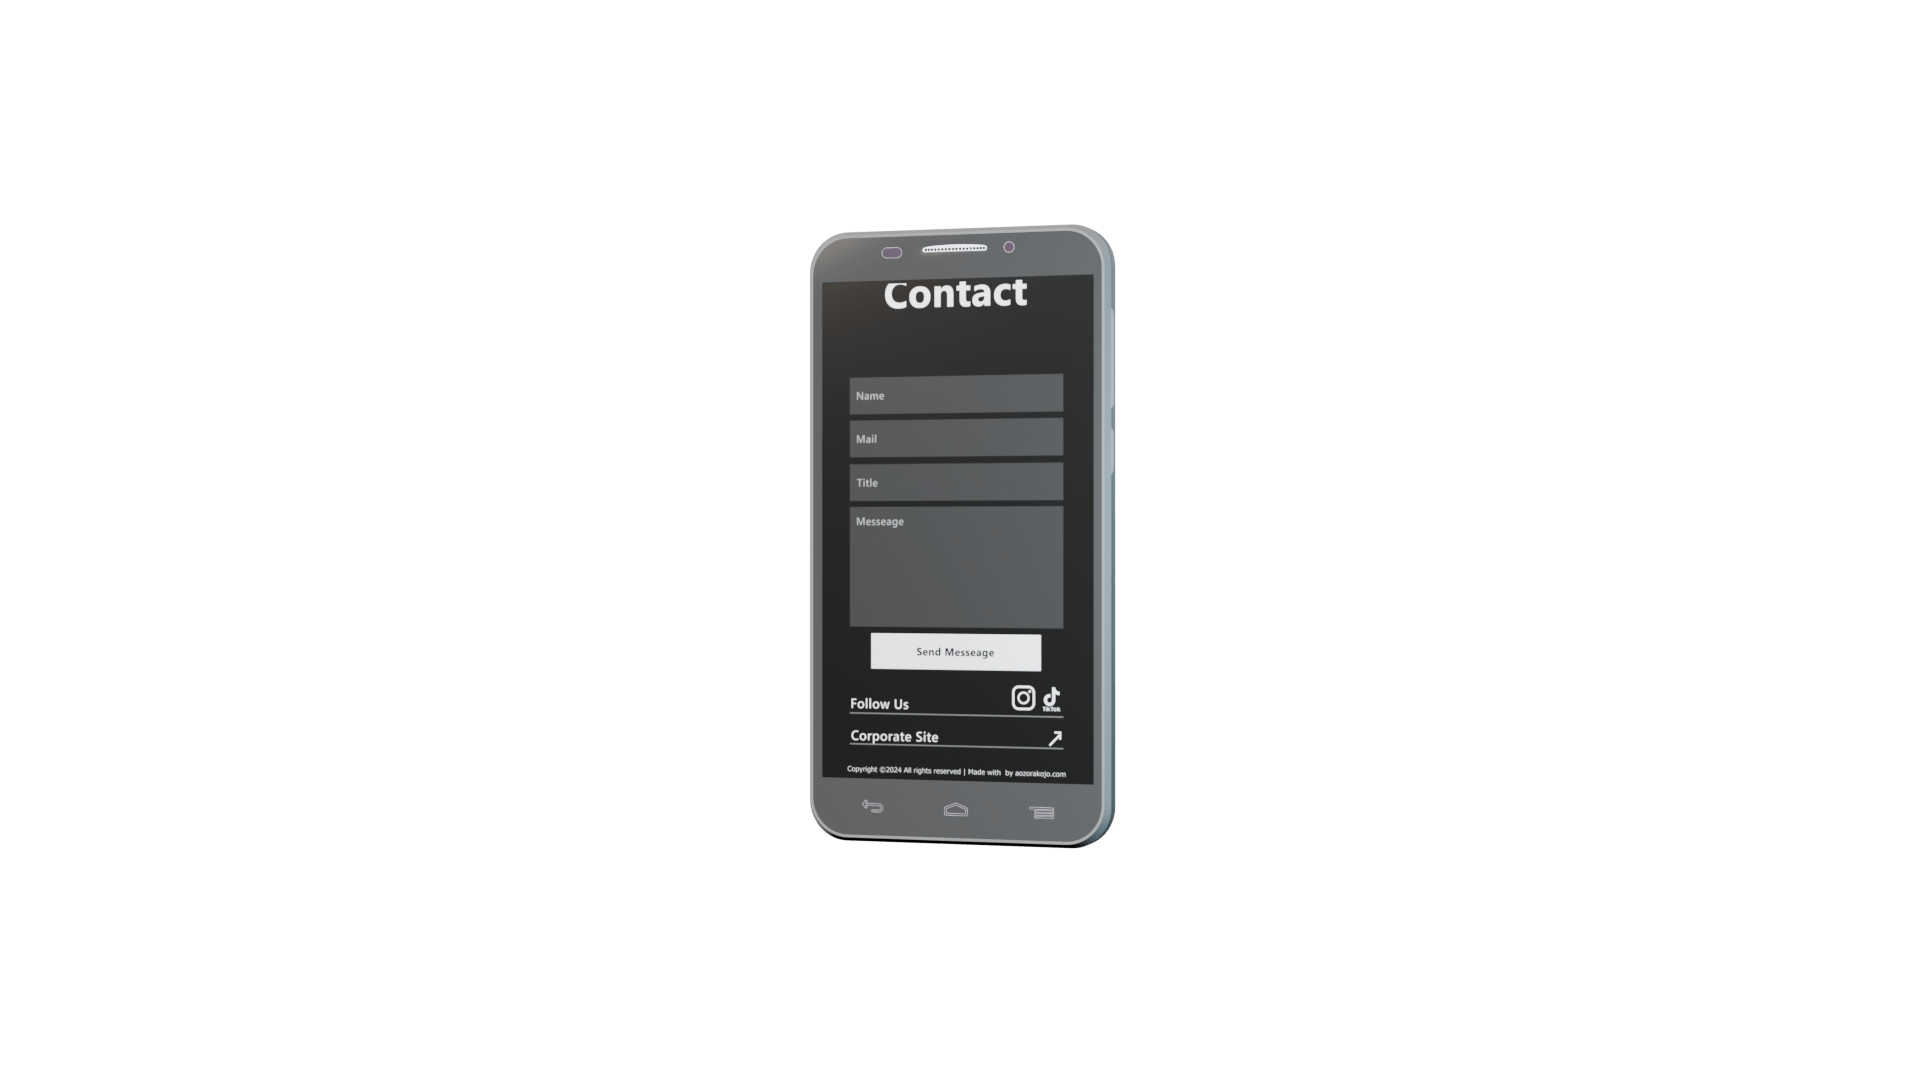 Contact
Name
Mail
Title
Messeage
Send Messeage
Follow Us
TikTok
Corporate Site
Copyright ©2024 All rights reserved | Made with by aozorakojo.com